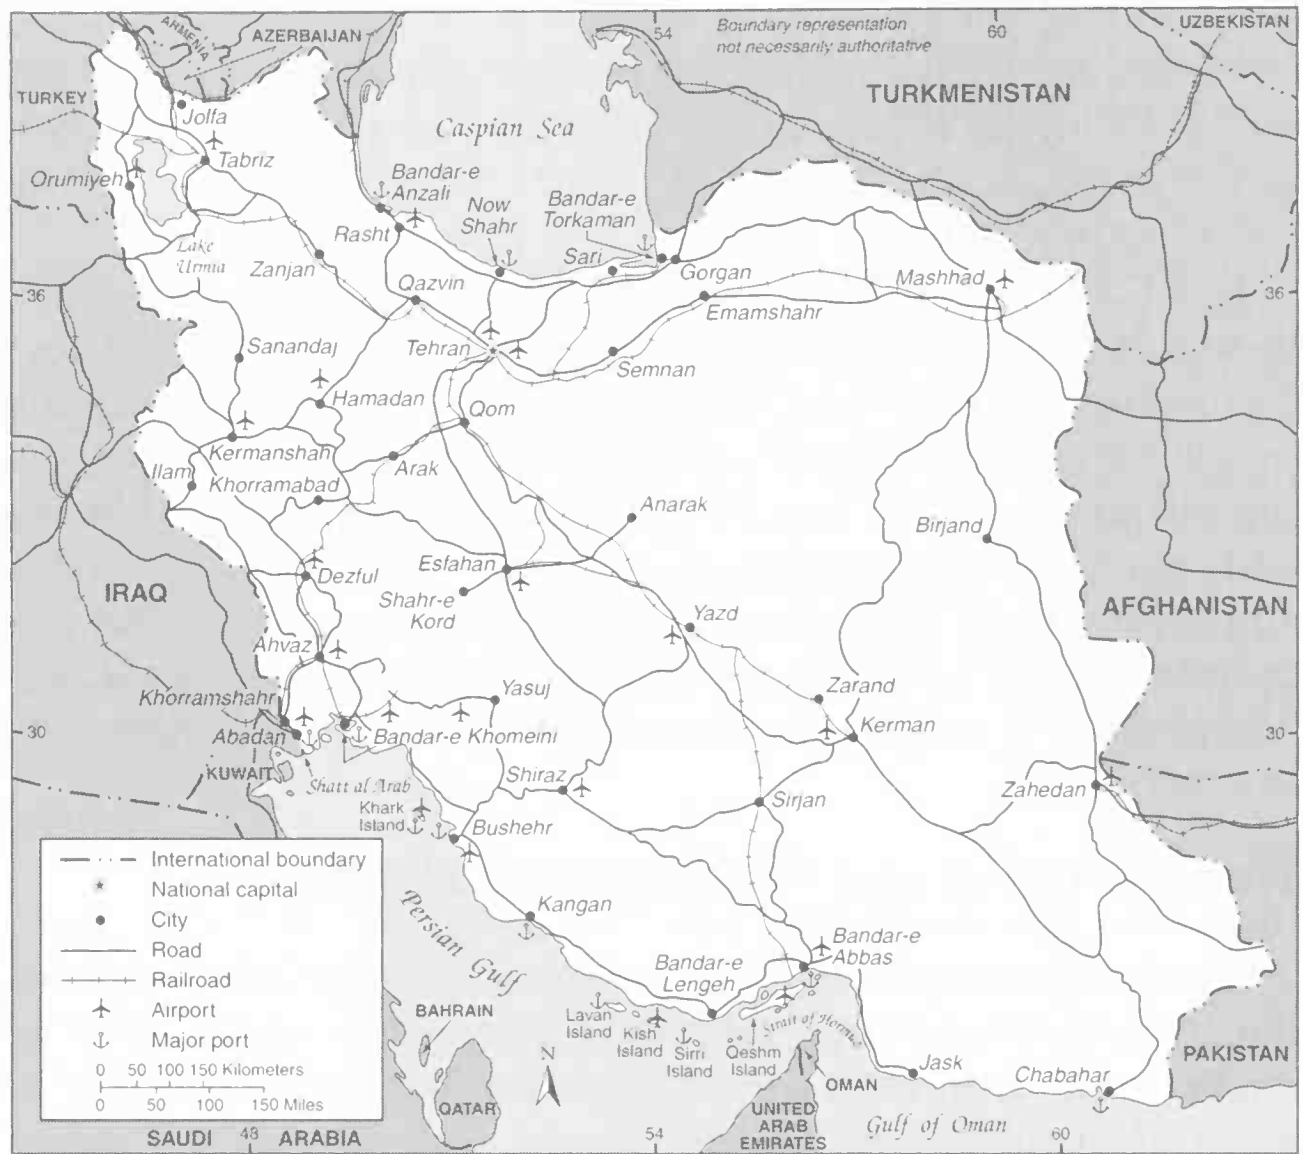 54
60
Boundary representation
not necessarily authoritative
UZBEKISTAN
ARMENIA
AZERBAIJAN
TURKEY
TURKMENISTAN
Jolfa
Caspian Sea
Tabriz
Orumiyeh
Bandar-e
Anzali
Now
Shahr
Bandar-e
Torkaman
Rasht
Lake
Urmia
Zanjan
Sari
Gorgan
Mashhad
Qazvin
36
36
Emamshahr
Tehran
Sanandaj
Semnan
Hamadan
Qom
Kermanshah
Arak
Ilam
Khorramabad
Anarak
Birjand
Esfahan
Dezful
Shahr-e
Kord
IRAQ
AFGHANISTAN
Yazd
Ahvaz
Khorramshahr
Yasuj
Zarand
Kerman
30
30
Abadan
Bandar-e Khomeini
KUWAIT
Shatt al Arab
Shiraz
Zahedan
Khark
Island
Sirjan
Bushehr
International boundary
National capital
City
Road
Railroad
Airport
Major port
0 50 100 150 Kilometers
0 50 100 150 Miles
Persian Gulf
Kangan
Bandar-e
Abbas
Bandar-e
Lengeh
Lavan
Island
Kish
Island
Sirri
Island
Qeshm
Island
Strait of Hormuz
BAHRAIN
N
OMAN
Jask
Chabahar
PAKISTAN
QATAR
UNITED
ARAB
EMIRATES
Gulf of Oman
SAUDI ARABIA
48
54
60